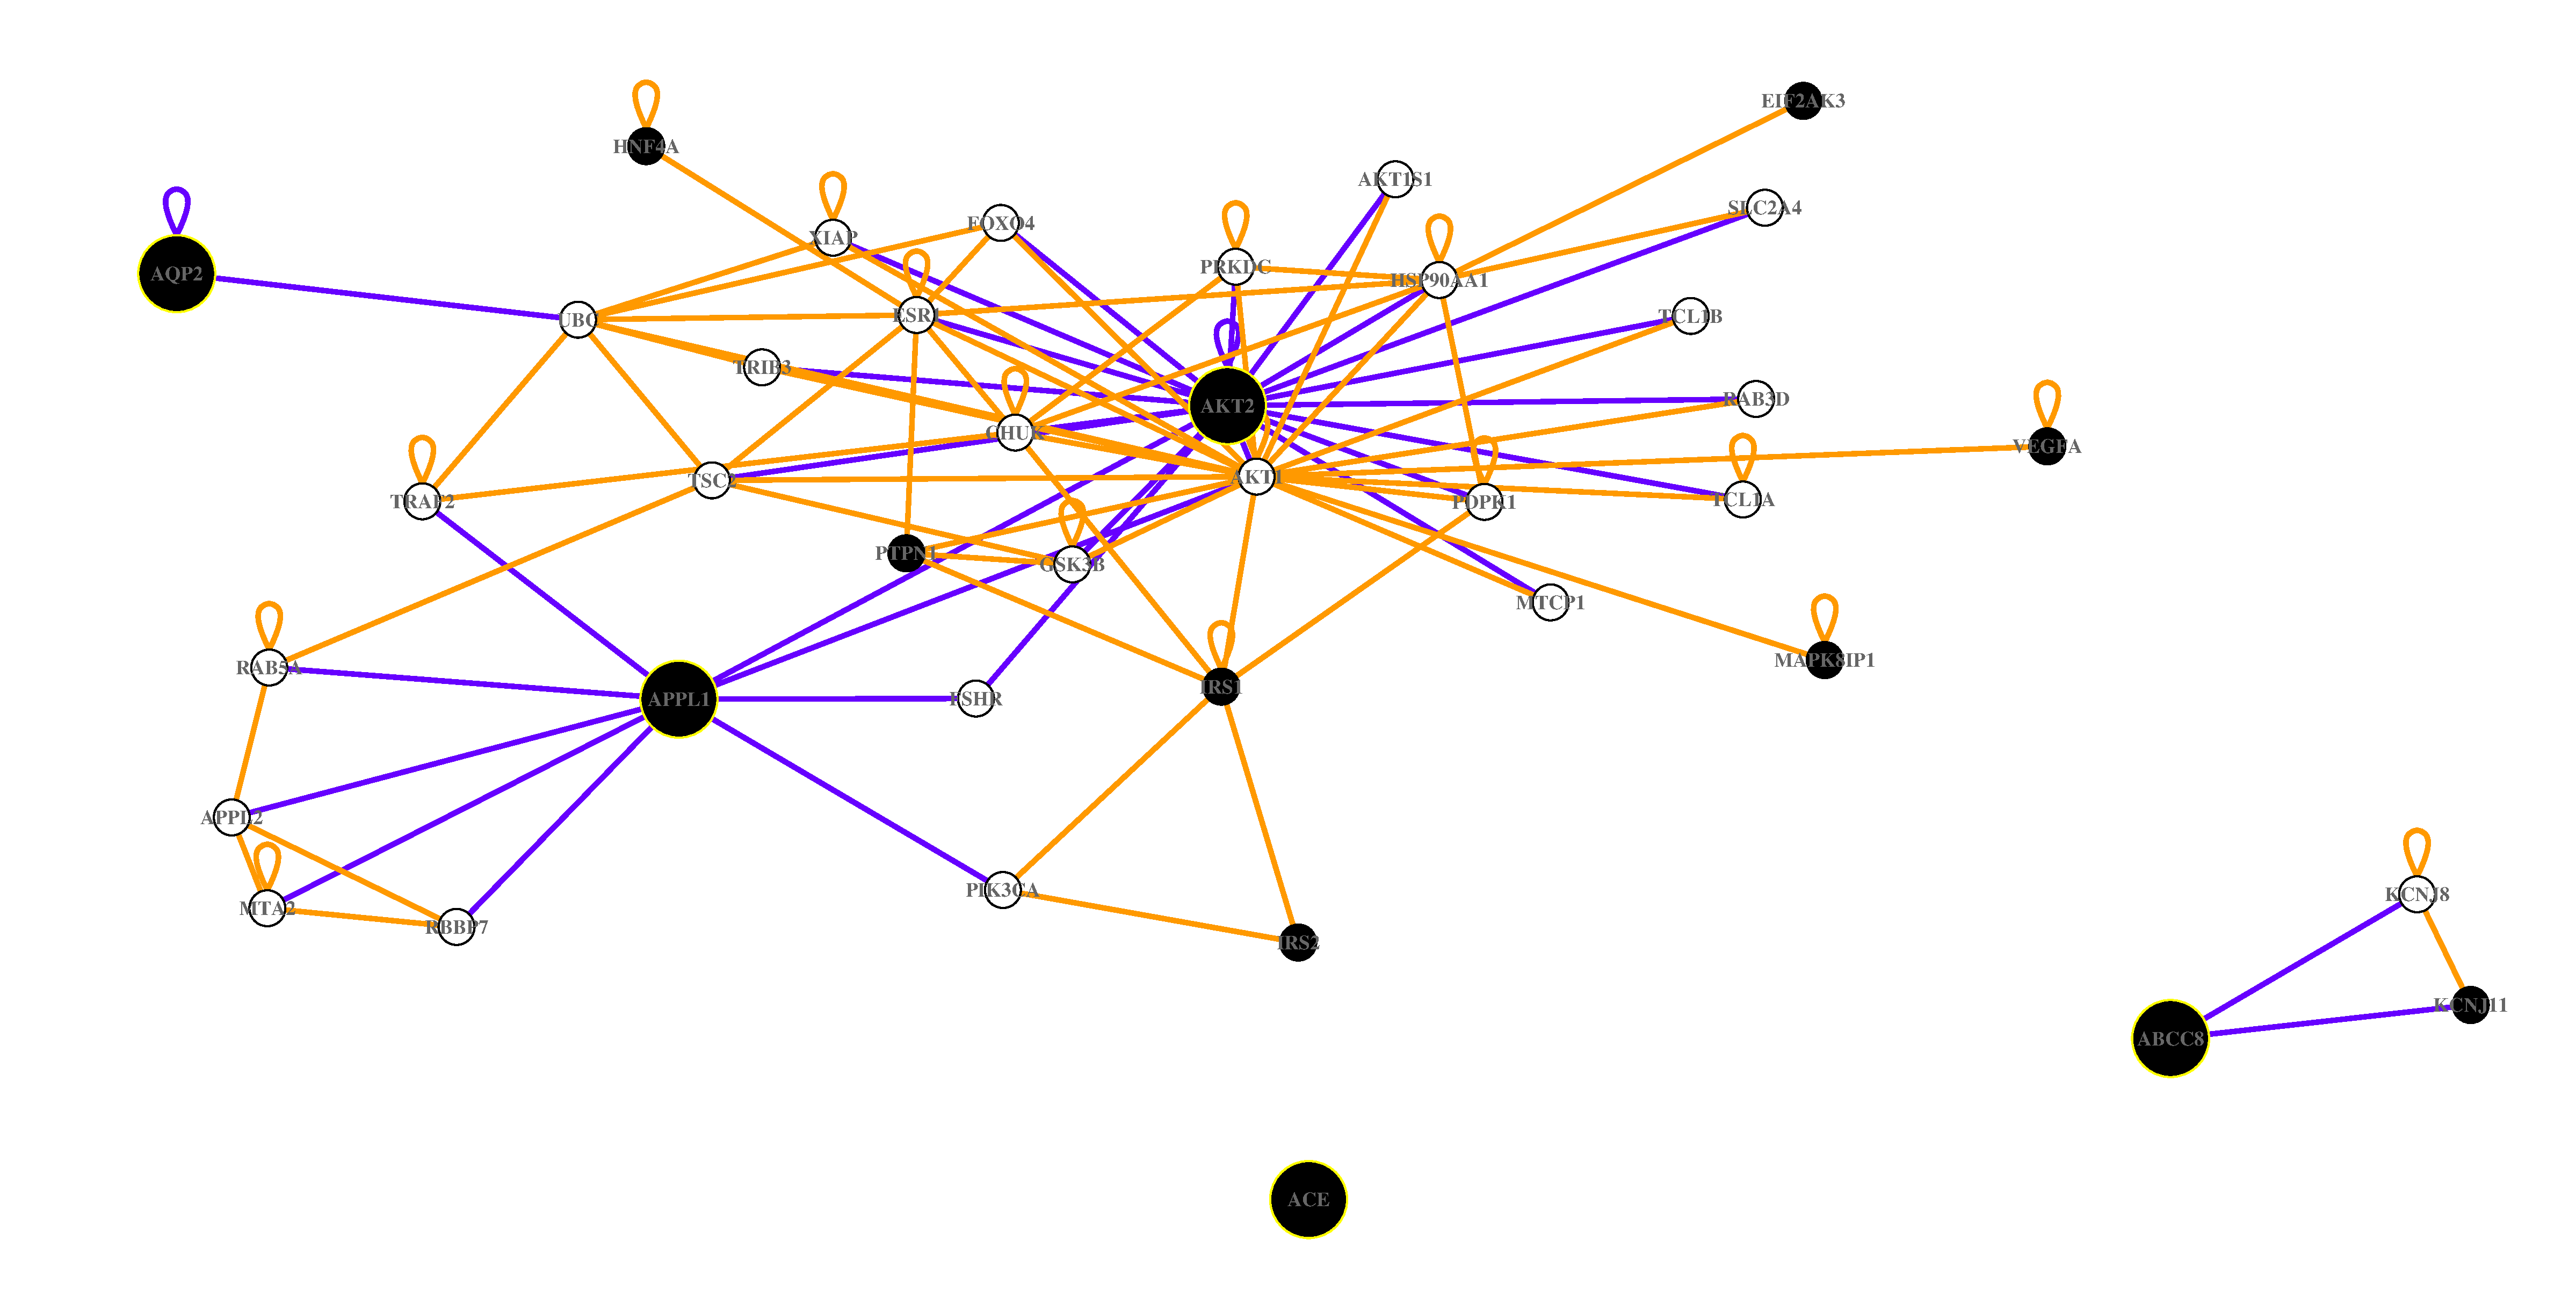 EIF2AK3
HNF4A
AKT1S1
SLC2A4
FOXO4
XIAP
PRKDC
AQP2
HSP90AA1
ESR1
TCL1B
UBC
TRIB3
RAB3D
AKT2
CHUK
VEGFA
AKT1
TSC2
TCL1A
TRAF2
PDPK1
PTPN1
GSK3B
MTCP1
MAPK8IP1
RAB5A
IRS1
APPL1
FSHR
APPL2
PIK3CA
KCNJ8
MTA2
RBBP7
IRS2
KCNJ11
ABCC8
ACE